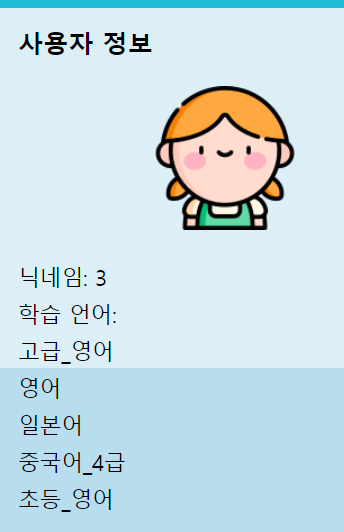 사용자 정보
닉네임: 3
학습 언어:
고급_영어
영어
일본어
중국어_4급
초등_영어